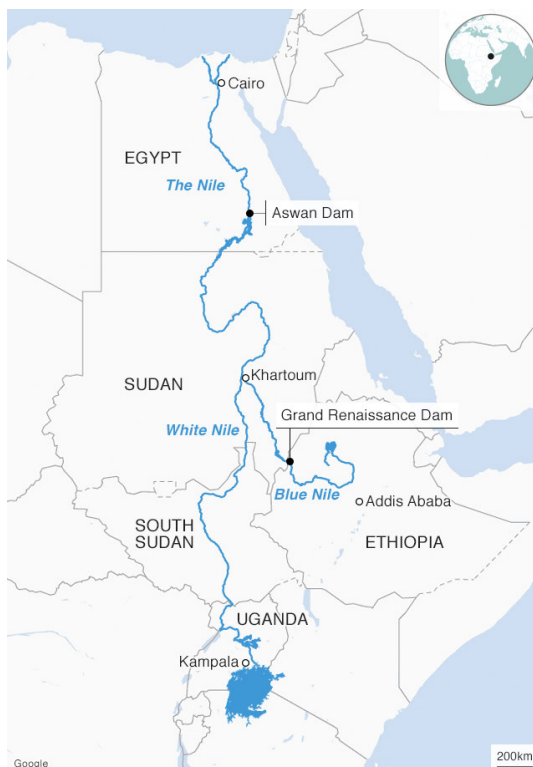 Cairo
EGYPT
The Nile
Aswan Dam
SUDAN
Khartoum
Grand Renaissance Dam
White Nile
Blue Nile
Addis Ababa
SOUTH
SUDAN
ETHIOPIA
UGANDA
Kampala
Google
200km